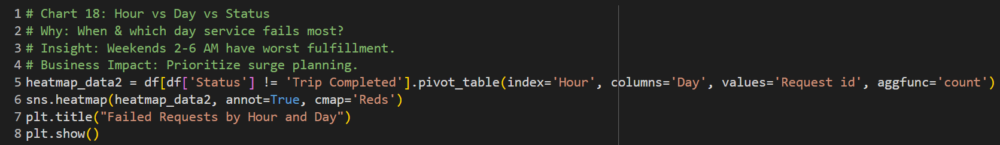 1 # Chart 18: Hour vs Day vs Status
2 # Why: When & which day service fails most?
3 # Insight: Weekends 2-6 AM have worst fulfillment.
4 # Business Impact: Prioritize surge planning.
5 heatmap_data2 = df[df['Status'] != 'Trip Completed'].pivot_table(index='Hour', columns='Day', values='Request id', aggfunc='count')
6 sns.heatmap(heatmap_data2, annot=True, cmap='Reds')
7 plt.title("Failed Requests by Hour and Day")
8 plt.show()